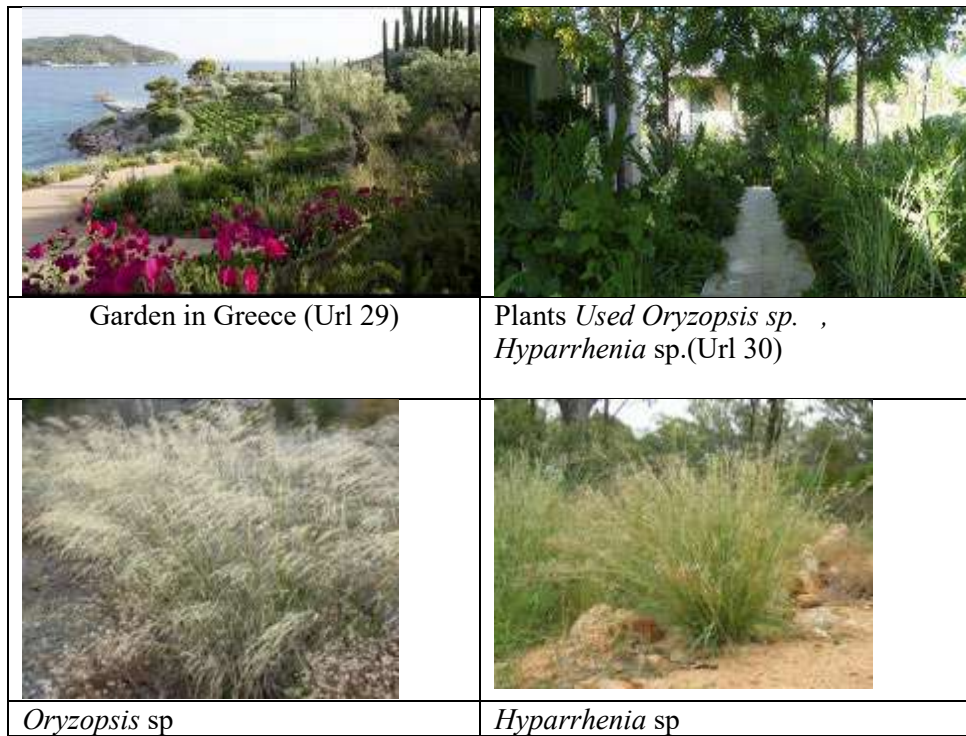 Garden in Greece (Url 29)
Plants Used Oryzopsis sp. ,
Hyparrhenia sp.(Url 30)
Oryzopsis sp
Hyparrhenia sp